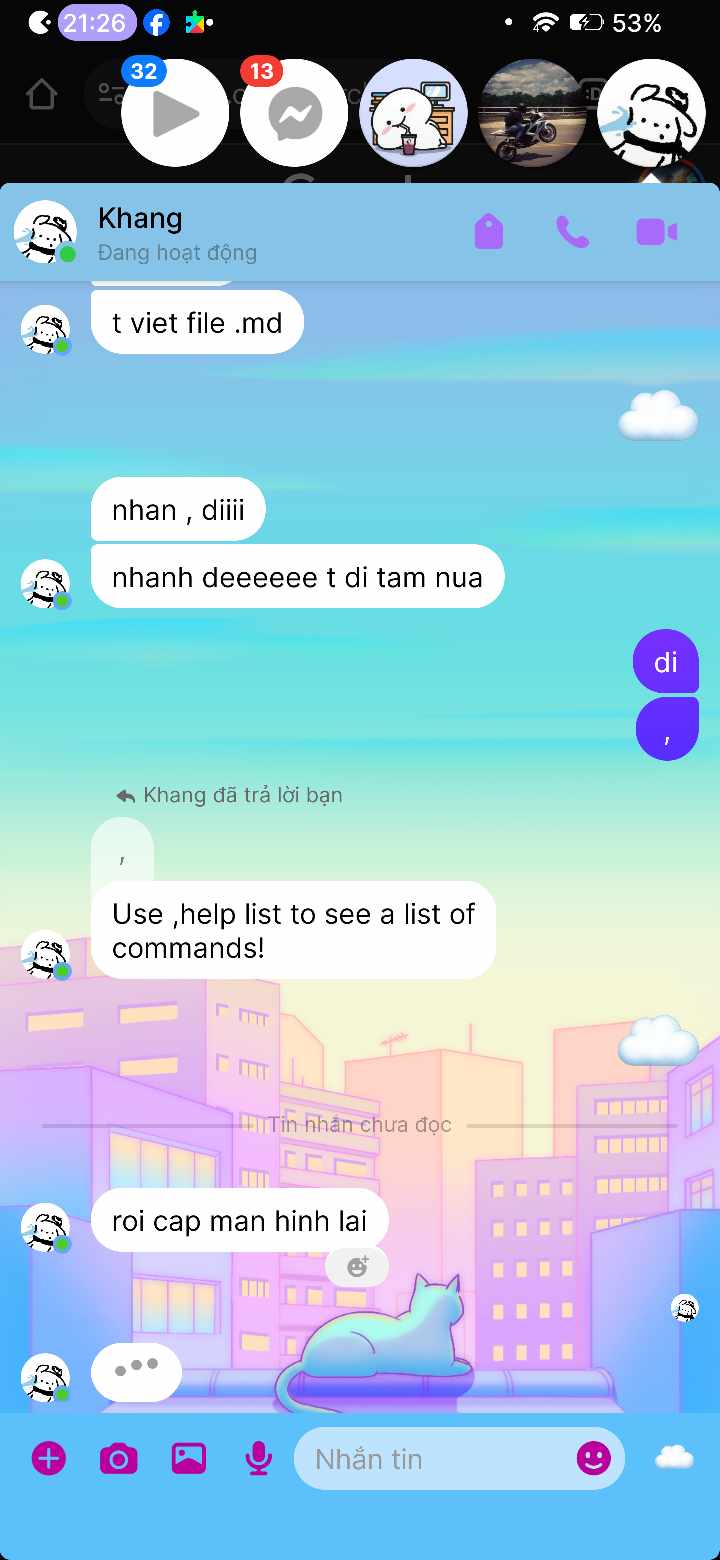 21:26
4
53%
32
13
:D
Khang
Đang hoạt động
t viet file .md
nhan , diiii
nhanh deeeeee t di tam nua
di
,
Khang đã trả lời bạn
,
Use ,help list to see a list of
commands!
Tin nhắn chưa đọc
roi cap man hinh lai
Nhắn tin